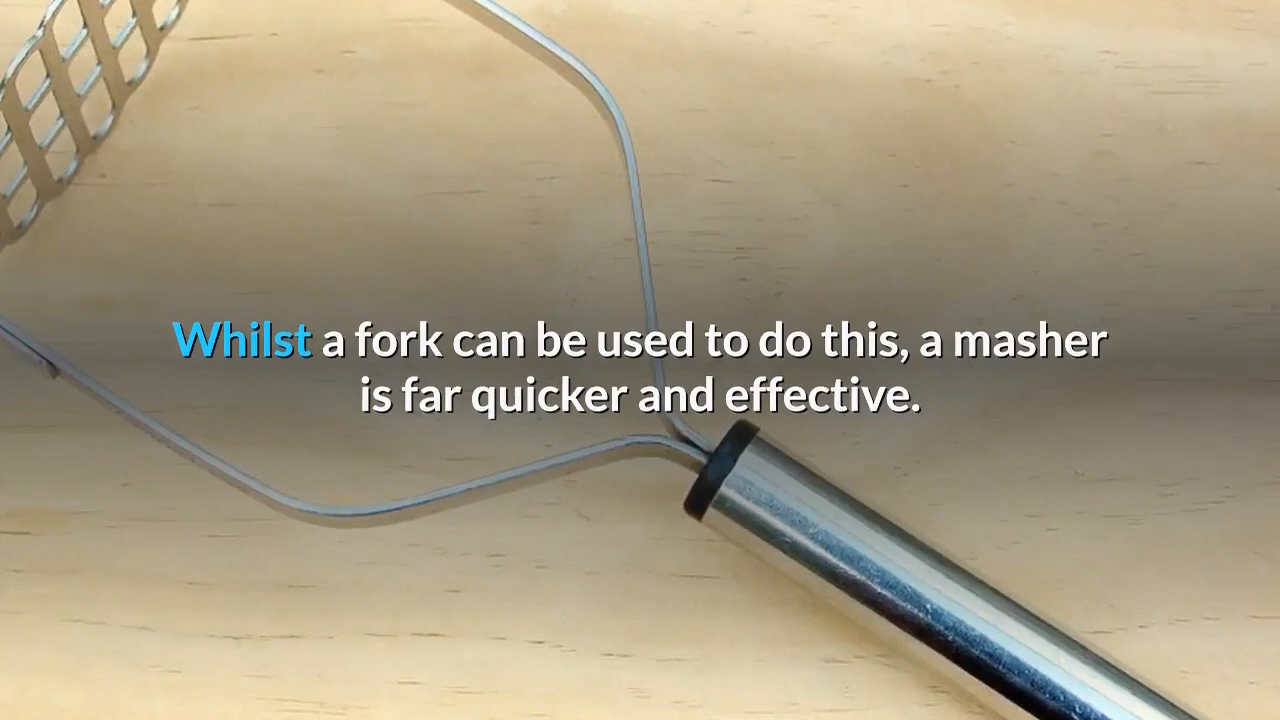 Whilst a fork can be used to do this, a masher
is far quicker and effective.